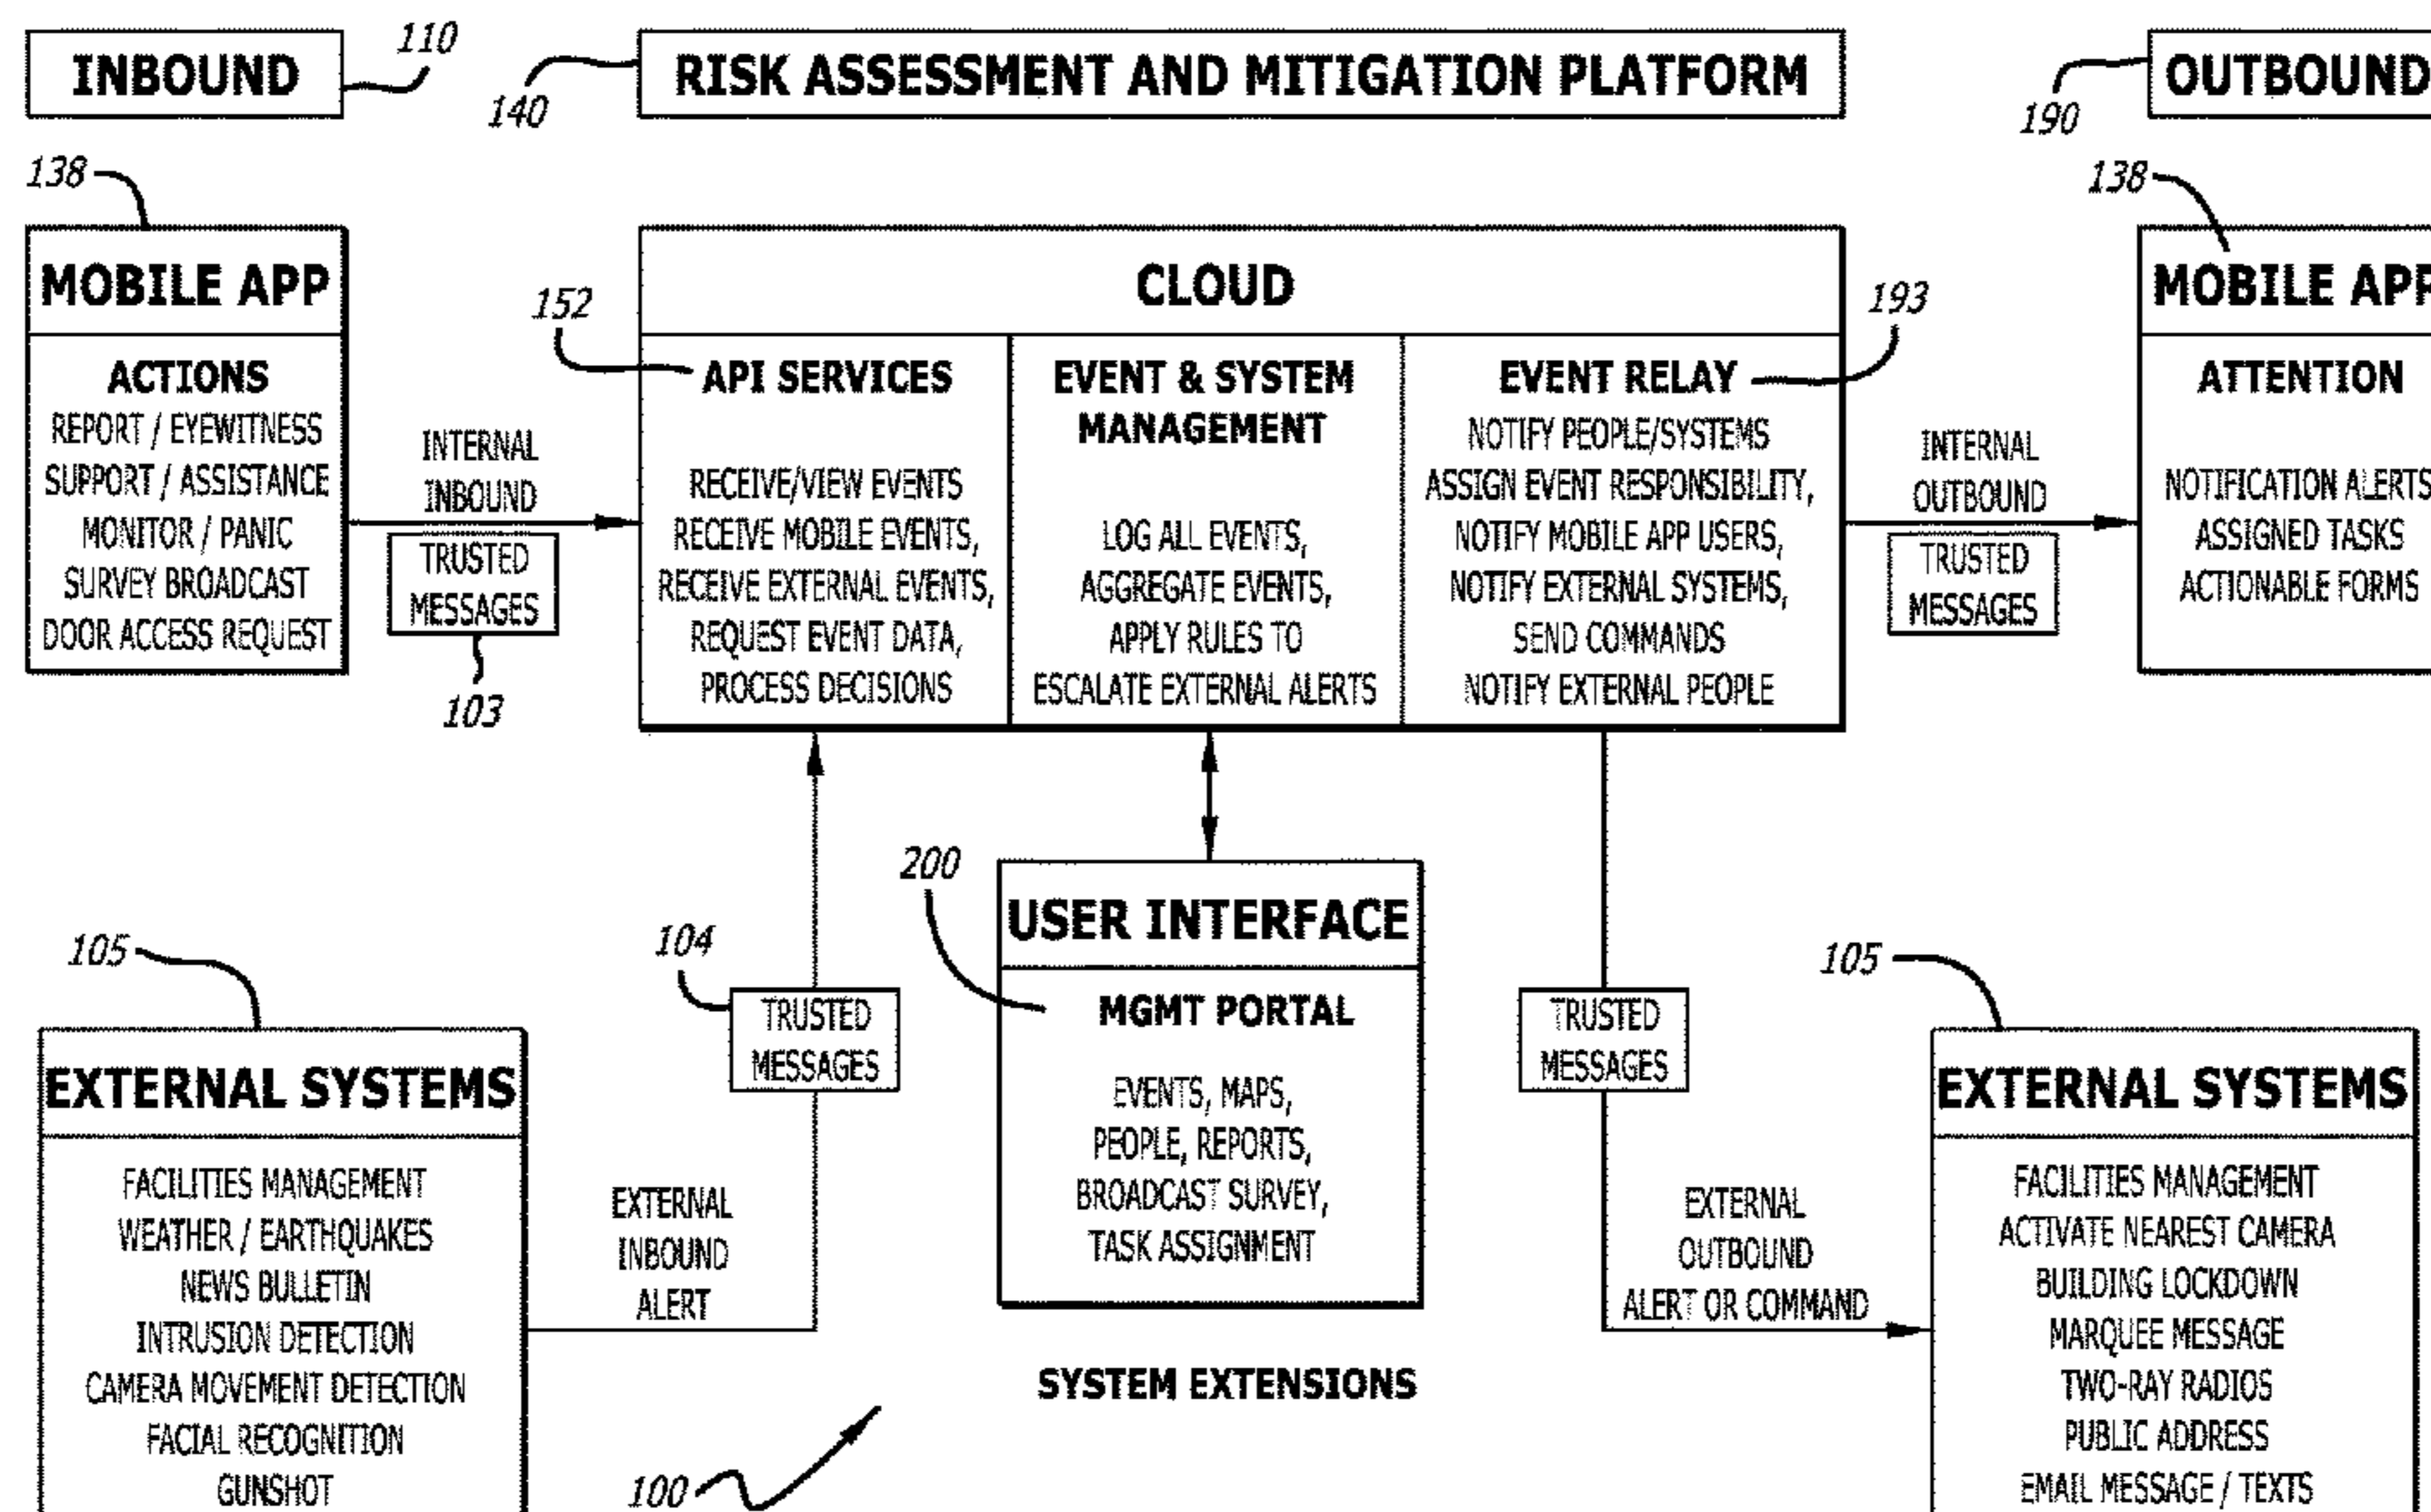 INBOUND
110
140
RISK ASSESSMENT AND MITIGATION PLATFORM
190
OUTBOUND
138
MOBILE APP
ACTIONS
REPORT / EYEWITNESS
SUPPORT / ASSISTANCE
MONITOR / PANIC
SURVEY BROADCAST
DOOR ACCESS REQUEST
INTERNAL
INBOUND
TRUSTED
MESSAGES
103
CLOUD
152
API SERVICES
RECEIVE/VIEW EVENTS
RECEIVE MOBILE EVENTS,
RECEIVE EXTERNAL EVENTS,
REQUEST EVENT DATA,
PROCESS DECISIONS
EVENT & SYSTEM
MANAGEMENT
LOG ALL EVENTS,
AGGREGATE EVENTS,
APPLY RULES TO
ESCALATE EXTERNAL ALERTS
193
EVENT RELAY
NOTIFY PEOPLE/SYSTEMS
ASSIGN EVENT RESPONSIBILITY,
NOTIFY MOBILE APP USERS,
NOTIFY EXTERNAL SYSTEMS,
SEND COMMANDS
NOTIFY EXTERNAL PEOPLE
INTERNAL
OUTBOUND
TRUSTED
MESSAGES
138
MOBILE APP
ATTENTION
NOTIFICATION ALERTS
ASSIGNED TASKS
ACTIONABLE FORMS
105
EXTERNAL SYSTEMS
FACILITIES MANAGEMENT
WEATHER / EARTHQUAKES
NEWS BULLETIN
INTRUSION DETECTION
CAMERA MOVEMENT DETECTION
FACIAL RECOGNITION
GUNSHOT
EXTERNAL
INBOUND
ALERT
104
TRUSTED
MESSAGES
200
USER INTERFACE
MGMT PORTAL
EVENTS, MAPS,
PEOPLE, REPORTS,
BROADCAST SURVEY,
TASK ASSIGNMENT
SYSTEM EXTENSIONS
100
TRUSTED
MESSAGES
EXTERNAL
OUTBOUND
ALERT OR COMMAND
105
EXTERNAL SYSTEMS
FACILITIES MANAGEMENT
ACTIVATE NEAREST CAMERA
BUILDING LOCKDOWN
MARQUEE MESSAGE
TWO-RAY RADIOS
PUBLIC ADDRESS
EMAIL MESSAGE / TEXTS